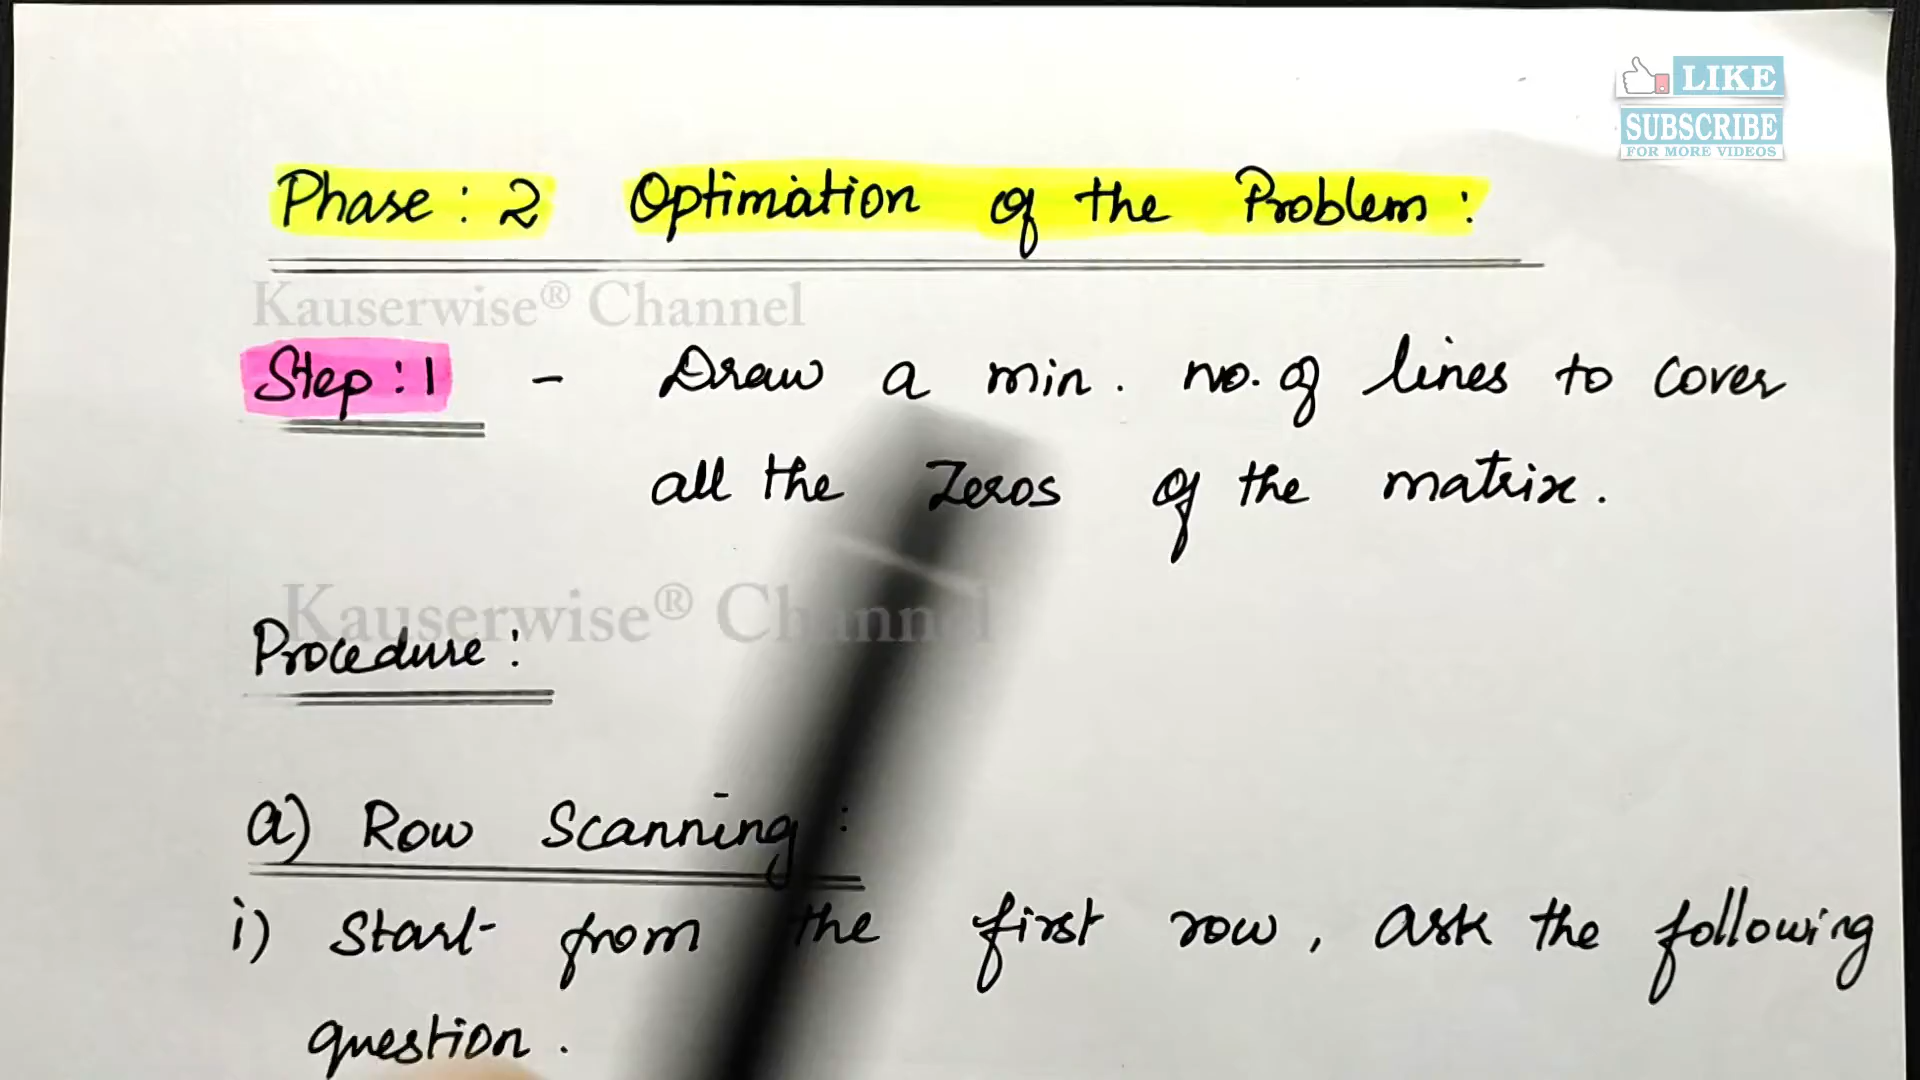 LIKE
SUBSCRIBE
FOR MORE VIDEOS
Phase : 2 Optimation of the Problem :
Kauserwise® Channel
Step : 1 - Draw a min. no. of lines to cover
all the Zeros of the matrix.
Kauserwise® Channel
Procedure :
a) Row Scanning :
i) Start from the first row, ask the following
question.